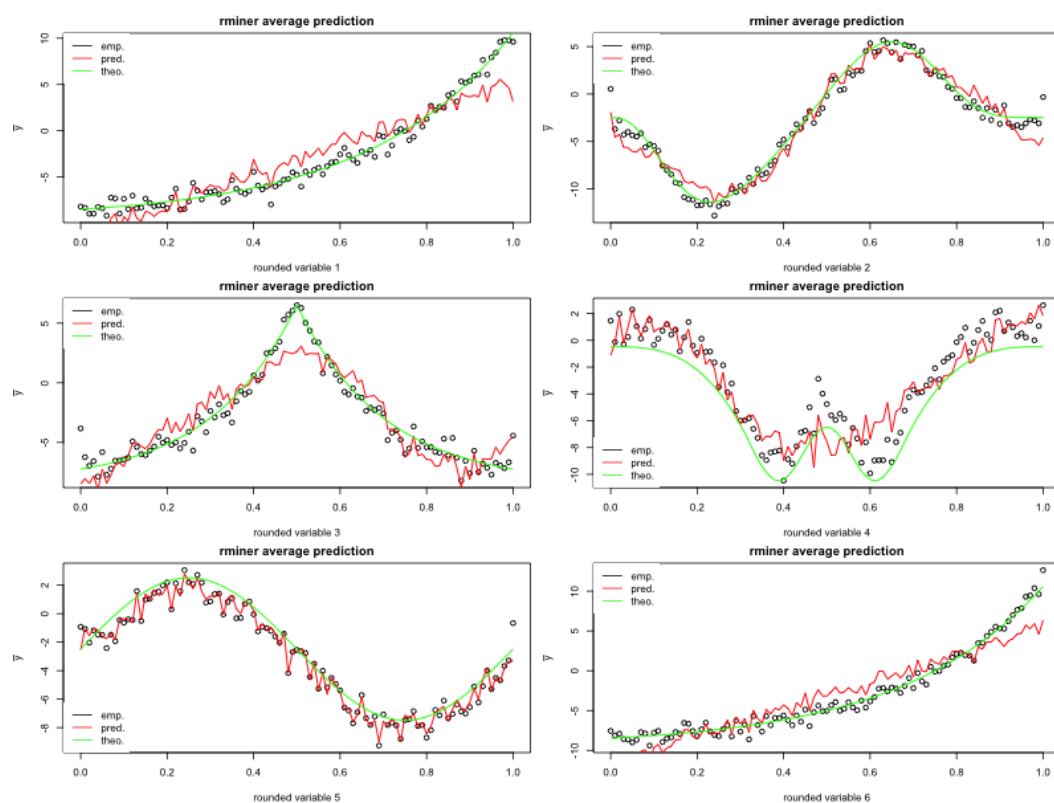 rminer average prediction
10
5
0
-5
y
emp.
pred.
theo.
0.0 0.2 0.4 0.6 0.8 1.0
rounded variable 1
rminer average prediction
5
0
-5
-10
y
emp.
pred.
theo.
0.0 0.2 0.4 0.6 0.8 1.0
rounded variable 2
rminer average prediction
5
0
-5
y
emp.
pred.
theo.
0.0 0.2 0.4 0.6 0.8 1.0
rounded variable 3
rminer average prediction
2
0
-2
-4
-6
-8
-10
y
emp.
pred.
theo.
0.0 0.2 0.4 0.6 0.8 1.0
rounded variable 4
rminer average prediction
2
0
-2
-4
-6
-8
y
emp.
pred.
theo.
0.0 0.2 0.4 0.6 0.8 1.0
rounded variable 5
rminer average prediction
10
5
0
-5
-10
y
emp.
pred.
theo.
0.0 0.2 0.4 0.6 0.8 1.0
rounded variable 6